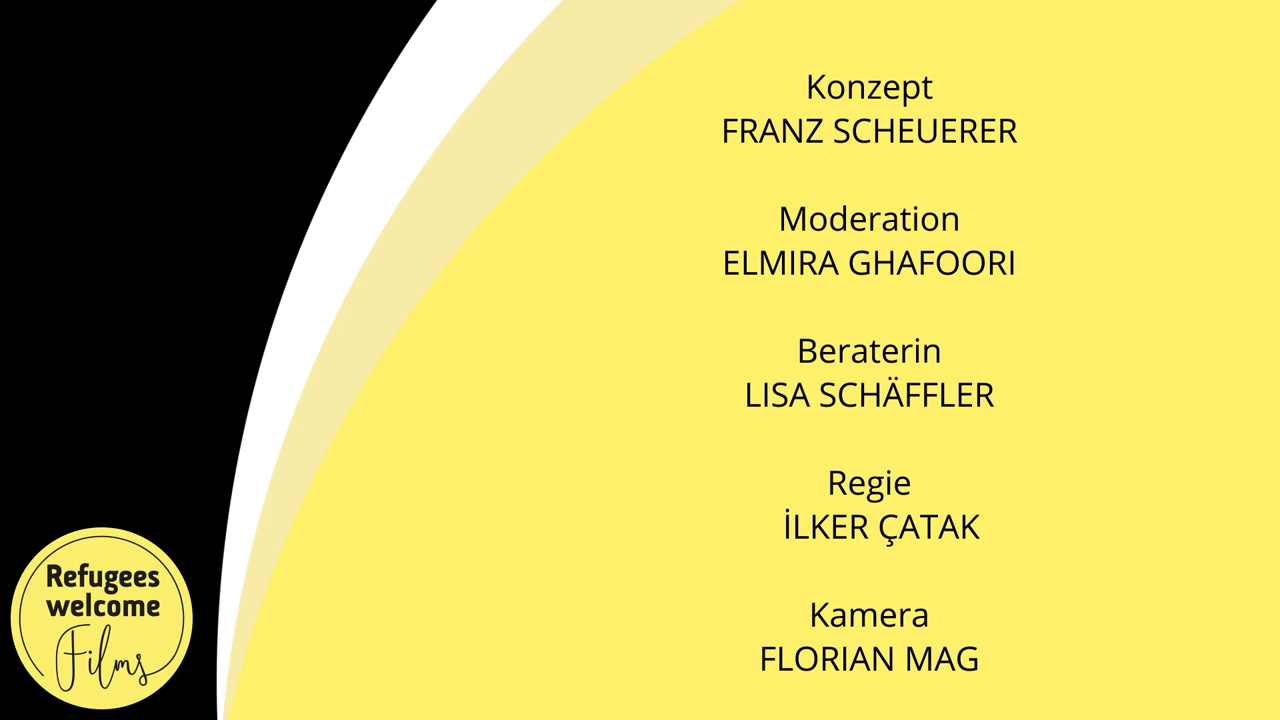 Konzept
FRANZ SCHEUERER
Moderation
ELMIRA GHAFOORI
Beraterin
LISA SCHÄFFLER
Regie
İLKER ÇATAK
Kamera
FLORIAN MAG
Refugees
welcome
Films